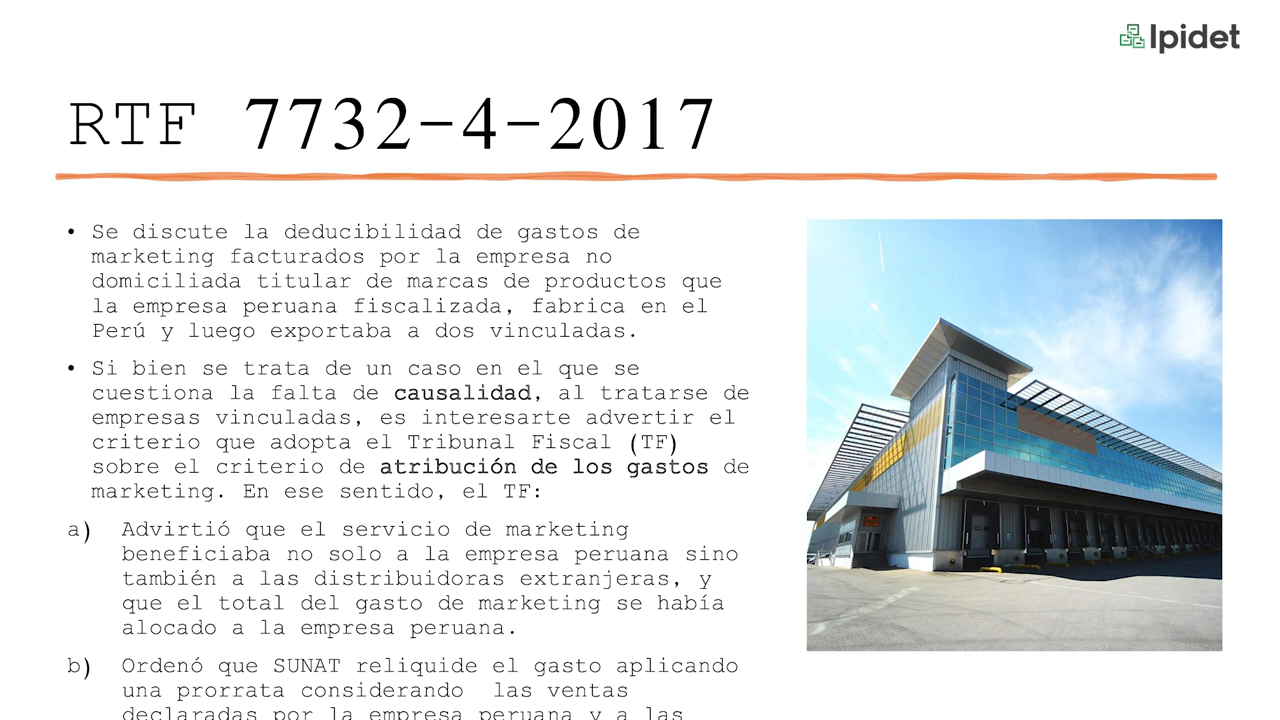 Ipidet
RTF 7732-4-2017
• Se discute la deducibilidad de gastos de
marketing facturados por la empresa no
domiciliada titular de marcas de productos que
la empresa peruana fiscalizada, fabrica en el
Perú y luego exportaba a dos vinculadas.
• Si bien se trata de un caso en el que se
cuestiona la falta de causalidad, al tratarse de
empresas vinculadas, es interesarte advertir el
criterio que adopta el Tribunal Fiscal (TF)
sobre el criterio de atribución de los gastos de
marketing. En ese sentido, el TF:
a) Advirtió que el servicio de marketing
beneficiaba no solo a la empresa peruana sino
también a las distribuidoras extranjeras, y
que el total del gasto de marketing se había
alocado a la empresa peruana.
b) Ordenó que SUNAT reliquide el gasto aplicando
una prorrata considerando las ventas
declaradas por la empresa peruana y a las